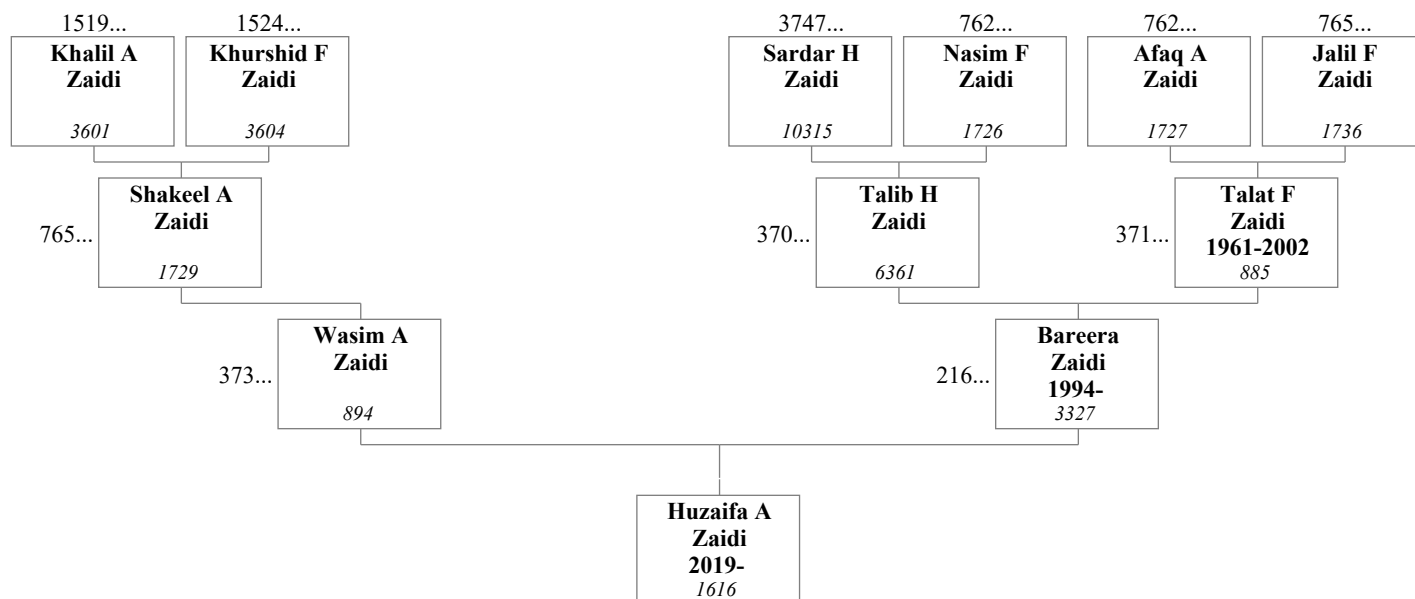 1519...
1524...
3747...
762...
762...
765...
Khalil A
Zaidi
3601
Khurshid F
Zaidi
3604
Sardar H
Zaidi
10315
Nasim F
Zaidi
1726
Afaq A
Zaidi
1727
Jalil F
Zaidi
1736
765...
Shakeel A
Zaidi
1729
370...
Talib H
Zaidi
6361
371...
Talat F
Zaidi
1961-2002
885
373...
Wasim A
Zaidi
894
216...
Bareera
Zaidi
1994-
3327
Huzaifa A
Zaidi
2019-
1616